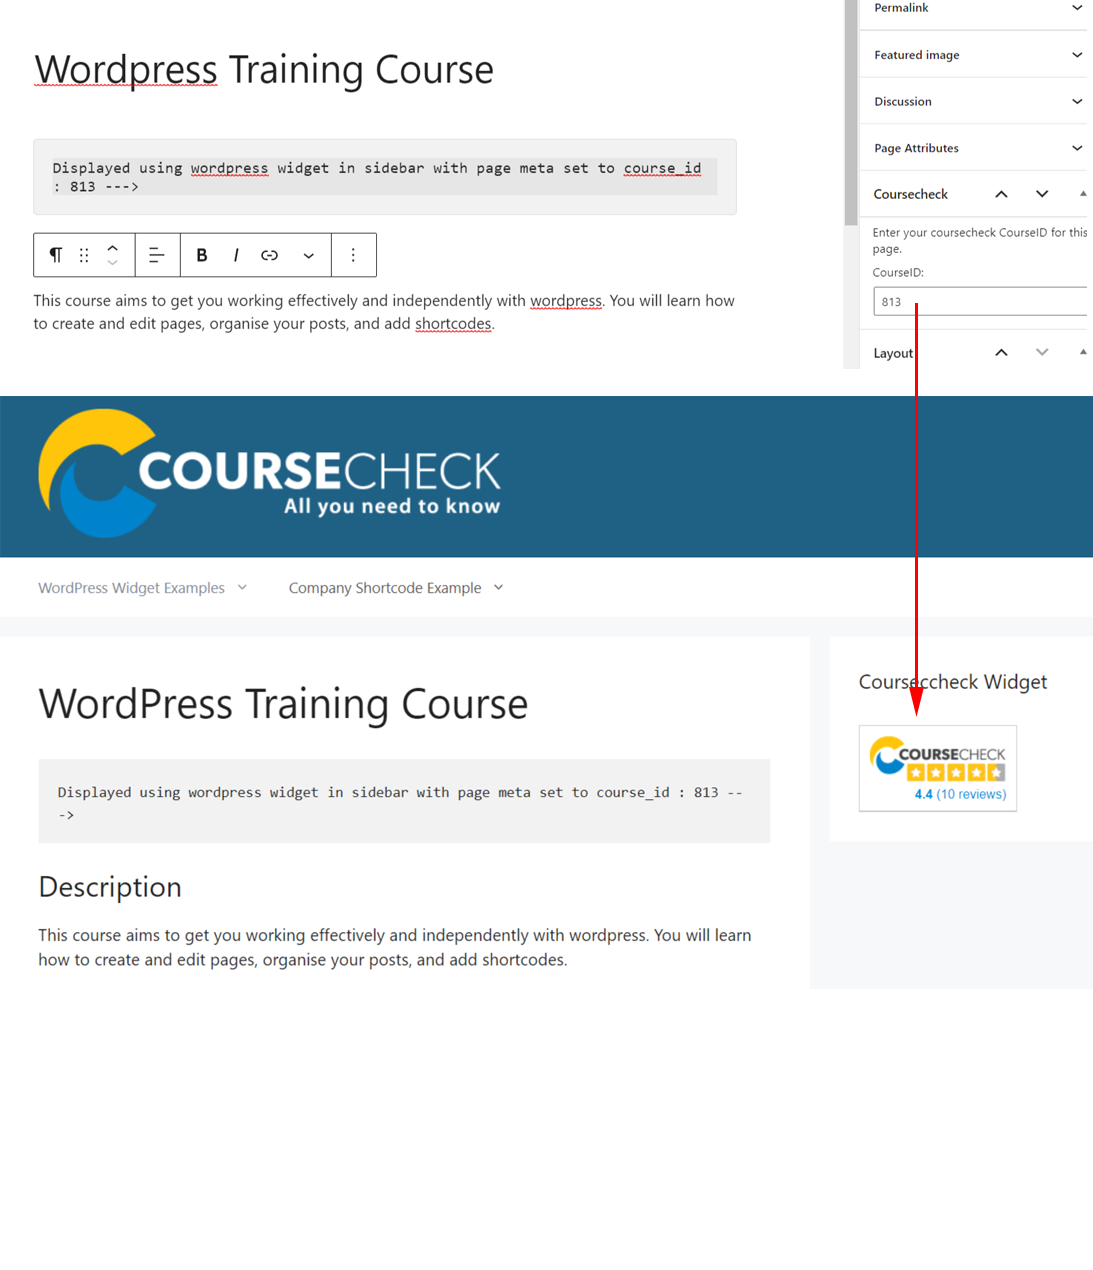 Permalink
Wordpress Training Course
Featured image
Discussion
Page Attributes
Displayed using wordpress widget in sidebar with page meta set to course_id
: 813 --->
Coursecheck
Enter your coursecheck CourseID for this
page.
CourseID:
813
B I
This course aims to get you working effectively and independently with wordpress. You will learn how
to create and edit pages, organise your posts, and add shortcodes.
Layout
COURSECHECK
All you need to know
WordPress Widget Examples
Company Shortcode Example
WordPress Training Course
Courseccheck Widget
COURSECHECK
4.4 (10 reviews)
Displayed using wordpress widget in sidebar with page meta set to course_id : 813 --
->
Description
This course aims to get you working effectively and independently with wordpress. You will learn
how to create and edit pages, organise your posts, and add shortcodes.